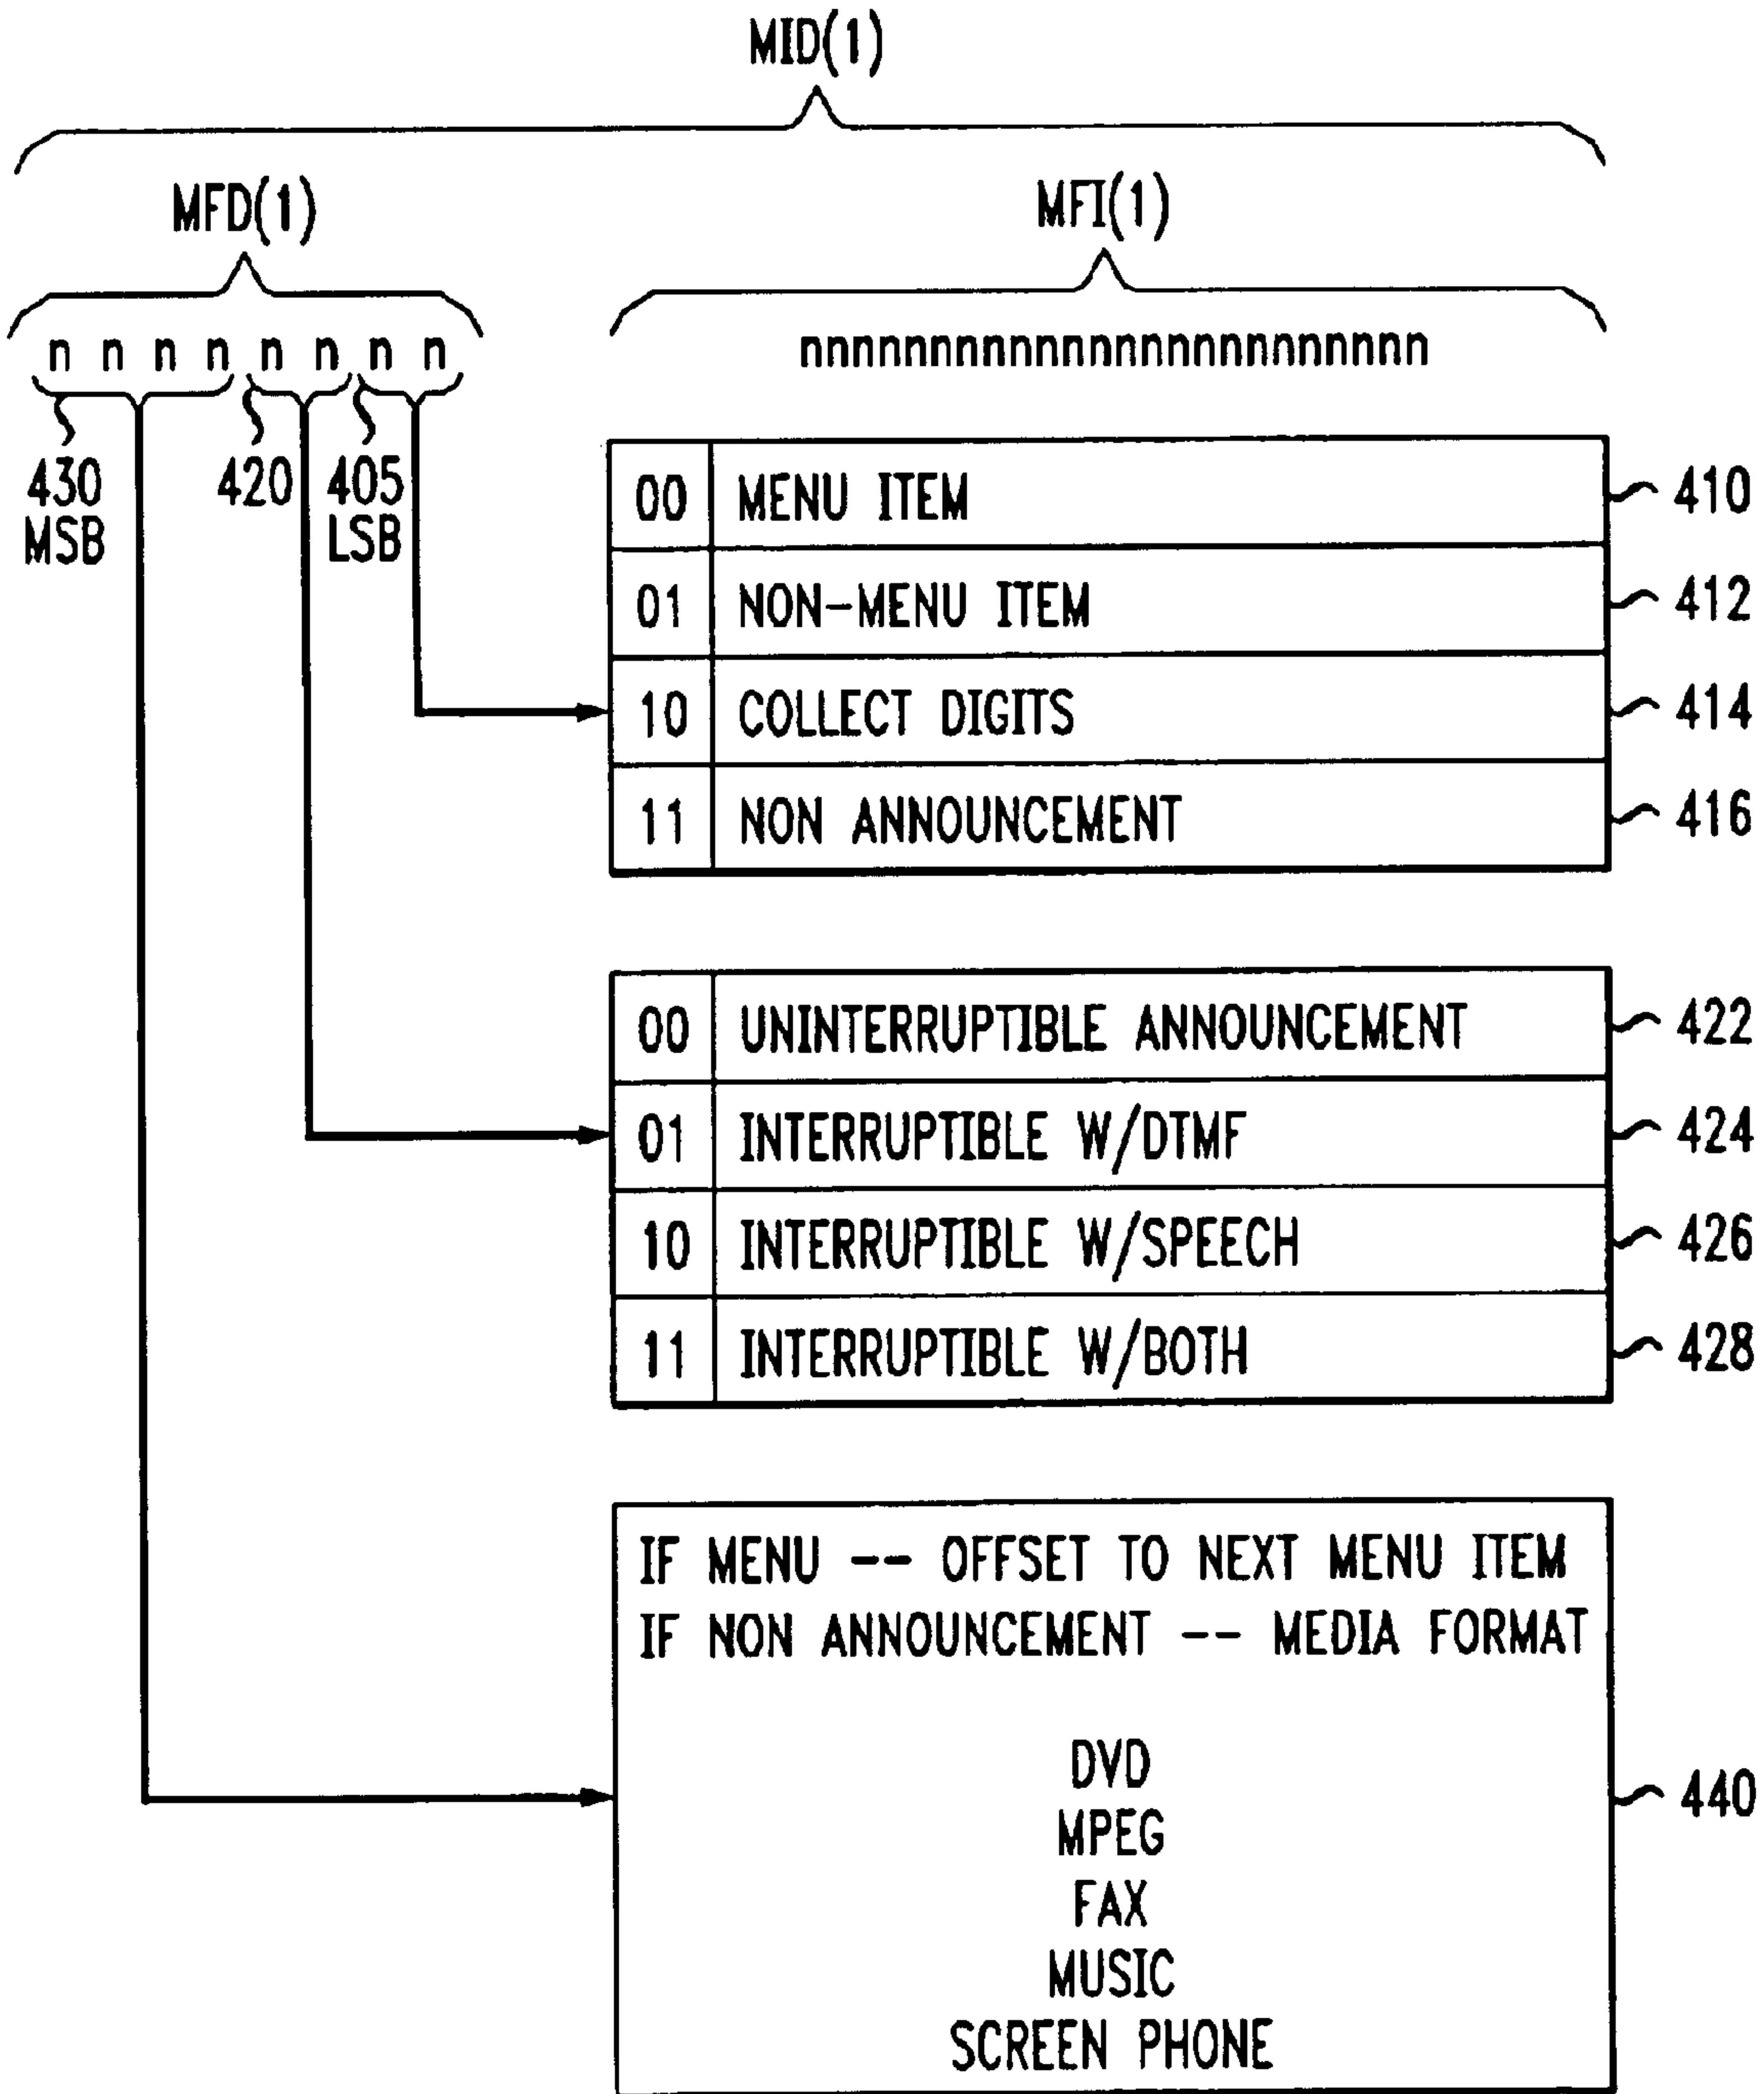 MID(1)
MFD(1) MFI(1)
n n n n n n n n nnnnnnnnnnnnnnnnnnnnnnnn
430 420 405
MSB LSB
00 MENU ITEM 410
01 NON-MENU ITEM 412
10 COLLECT DIGITS 414
11 NON ANNOUNCEMENT 416
00 UNINTERRUPTIBLE ANNOUNCEMENT 422
01 INTERRUPTIBLE W/DTMF 424
10 INTERRUPTIBLE W/SPEECH 426
11 INTERRUPTIBLE W/BOTH 428
IF MENU -- OFFSET TO NEXT MENU ITEM
IF NON ANNOUNCEMENT -- MEDIA FORMAT
DVD
440
MPEG
FAX
MUSIC
SCREEN PHONE